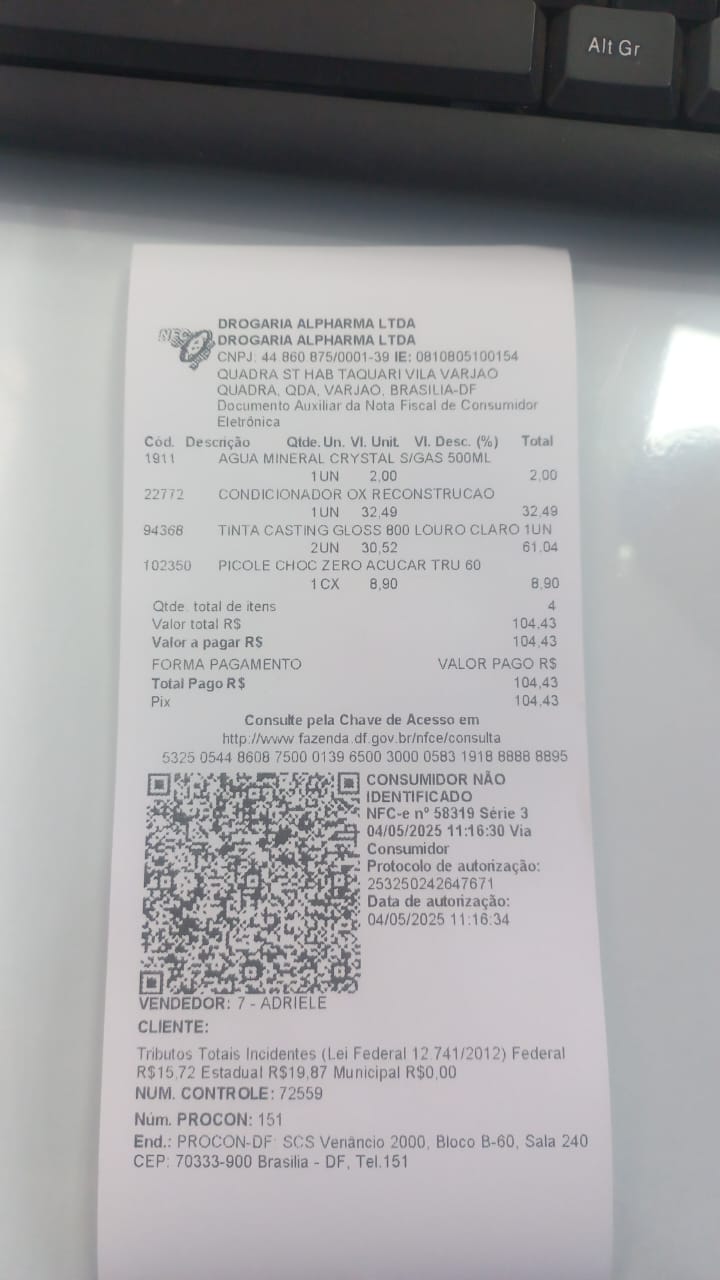 Alt Gr
NFC
DROGARIA ALPHARMA LTDA
DROGARIA ALPHARMA LTDA
CNPJ: 44 860 875/0001-39 IE: 0810805100154
QUADRA ST HAB TAQUARI VILA VARJAO
QUADRA, QDA, VARJAO, BRASILIA-DF
Documento Auxiliar da Nota Fiscal de Consumidor
Eletrônica
Cód. Descrição Qtde. Un. Vl. Unit. Vl. Desc. (%) Total
1911 AGUA MINERAL CRYSTAL S/GAS 500ML
1 UN 2,00 2,00
22772 CONDICIONADOR OX RECONSTRUCAO
1 UN 32,49 32,49
94368 TINTA CASTING GLOSS 800 LOURO CLARO 1UN
2UN 30,52 61,04
102350 PICOLE CHOC ZERO ACUCAR TRU 60
1 CX 8,90 8,90
Qtde. total de itens 4
Valor total R$ 104,43
Valor a pagar R$ 104,43
FORMA PAGAMENTO VALOR PAGO R$
Total Pago R$ 104,43
Pix 104,43
Consulte pela Chave de Acesso em
http://www.fazenda.df.gov.br/nfce/consulta
5325 0544 8608 7500 0139 6500 3000 0583 1918 8888 8895
CONSUMIDOR NÃO
IDENTIFICADO
NFC-e nº 58319 Série 3
04/05/2025 11:16:30 Via
Consumidor
Protocolo de autorização:
253250242647671
Data de autorização:
04/05/2025 11:16:34
VENDEDOR: 7 - ADRIELE
CLIENTE:
Tributos Totais Incidentes (Lei Federal 12.741/2012) Federal
R$15,72 Estadual R$19,87 Municipal R$0,00
NUM. CONTROLE: 72559
Núm. PROCON: 151
End.: PROCON-DF: SCS Venâncio 2000, Bloco B-60, Sala 240
CEP: 70333-900 Brasilia - DF, Tel.151